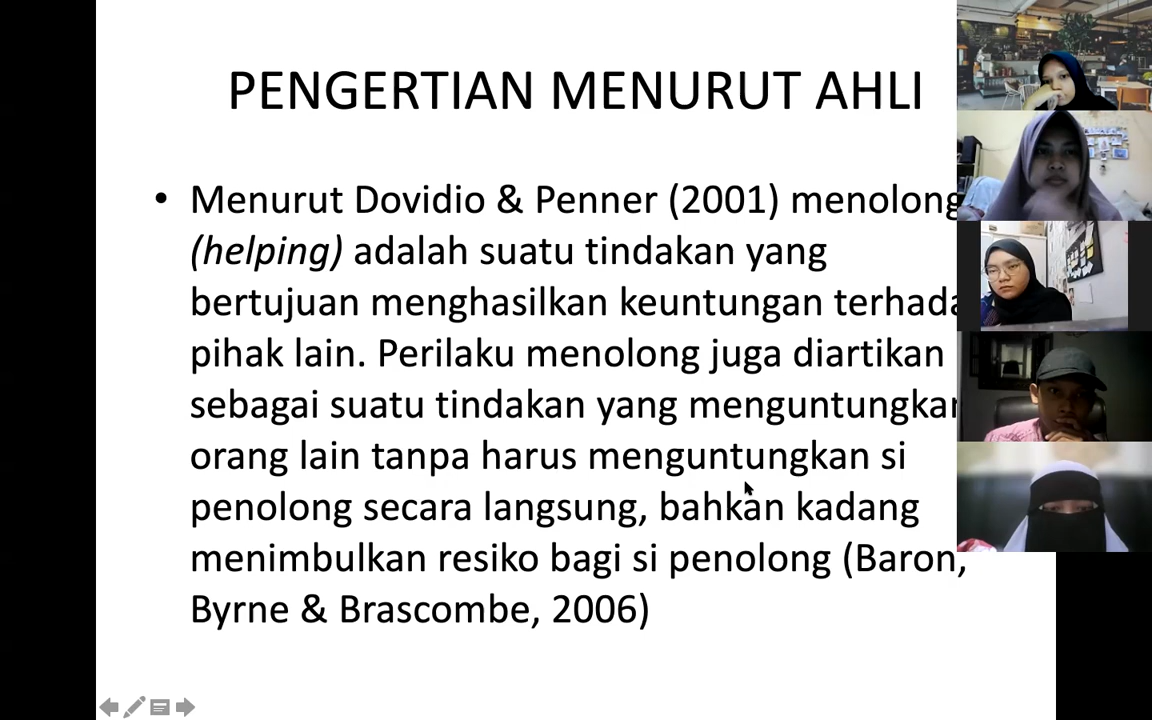 PENGERTIAN MENURUT AHLI
• Menurut Dovidio & Penner (2001) menolong
(helping) adalah suatu tindakan yang
bertujuan menghasilkan keuntungan
pihak lain. Perilaku menolong juga diartikan
sebagai suatu tindakan yang
orang lain tanpa harus menguntungkan si
penolong secara langsung, bahkan kadang
menimbulkan resiko bagi si penolong (Baron,
Byrne & Brascombe, 2006)